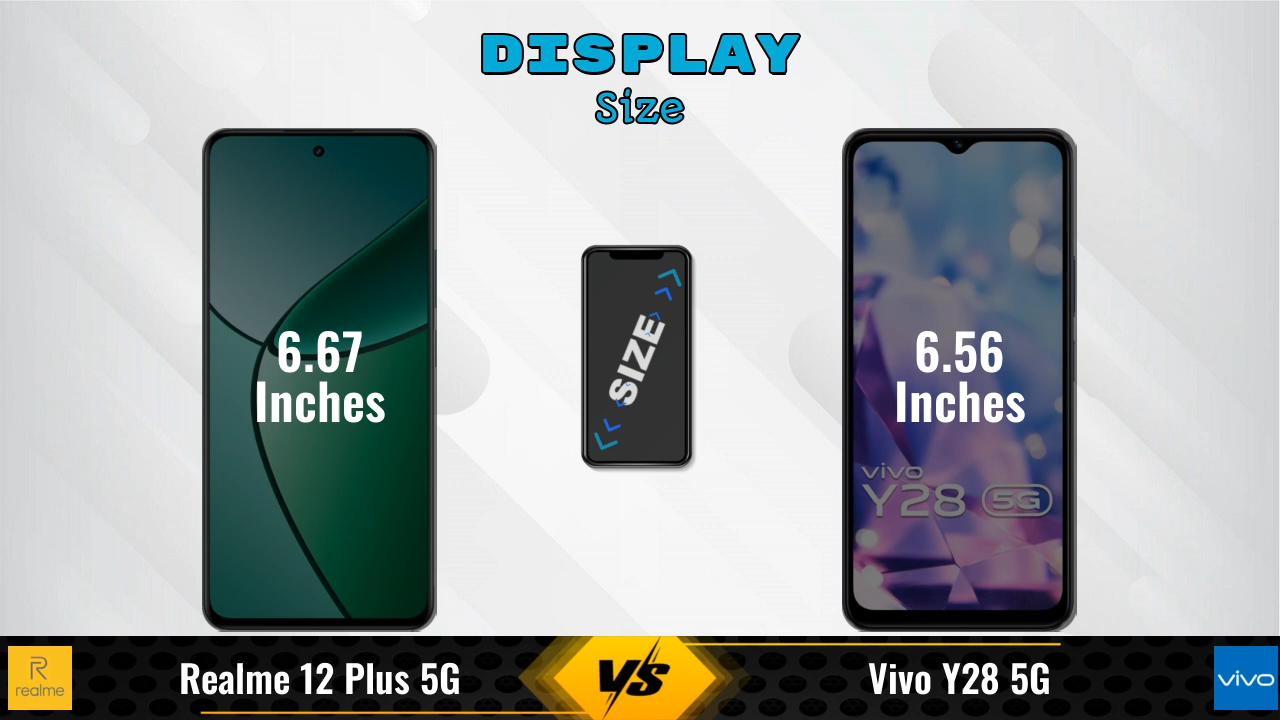 DISPLAY
Size
6.67
Inches
SIZE
6.56
Inches
vivo
Y28 5G
realme
Realme 12 Plus 5G
VS
Vivo Y28 5G
vivo